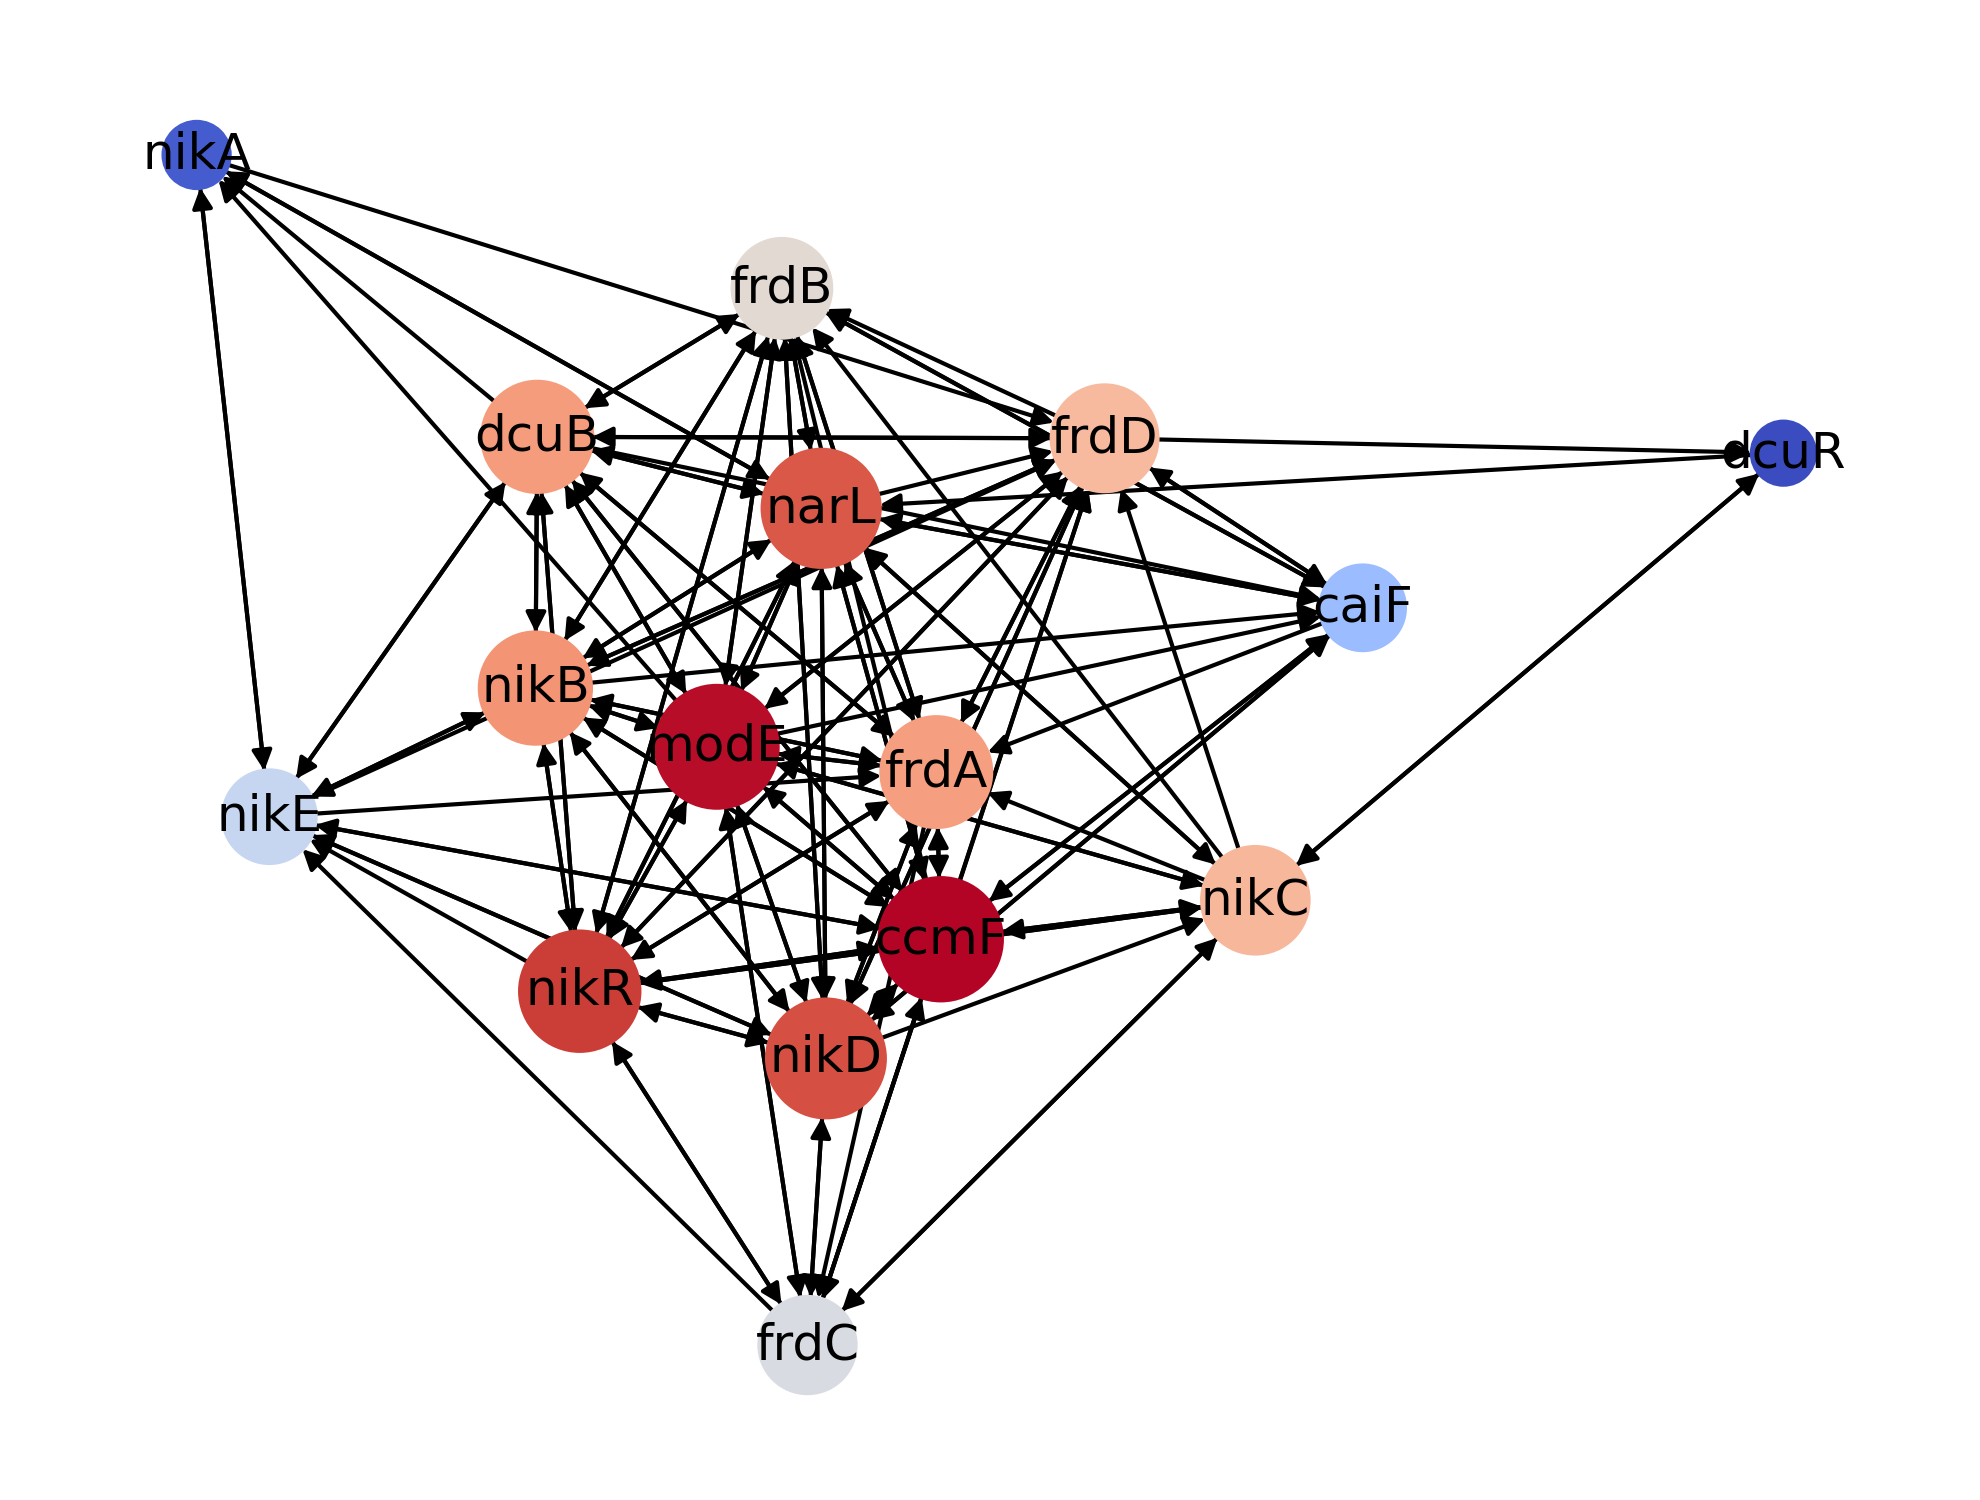 nikA
frdB
dcuB
frdD
dcuR
narL
caiF
nikB
modE
frdA
nikE
nikC
ccmF
nikR
nikD
frdC